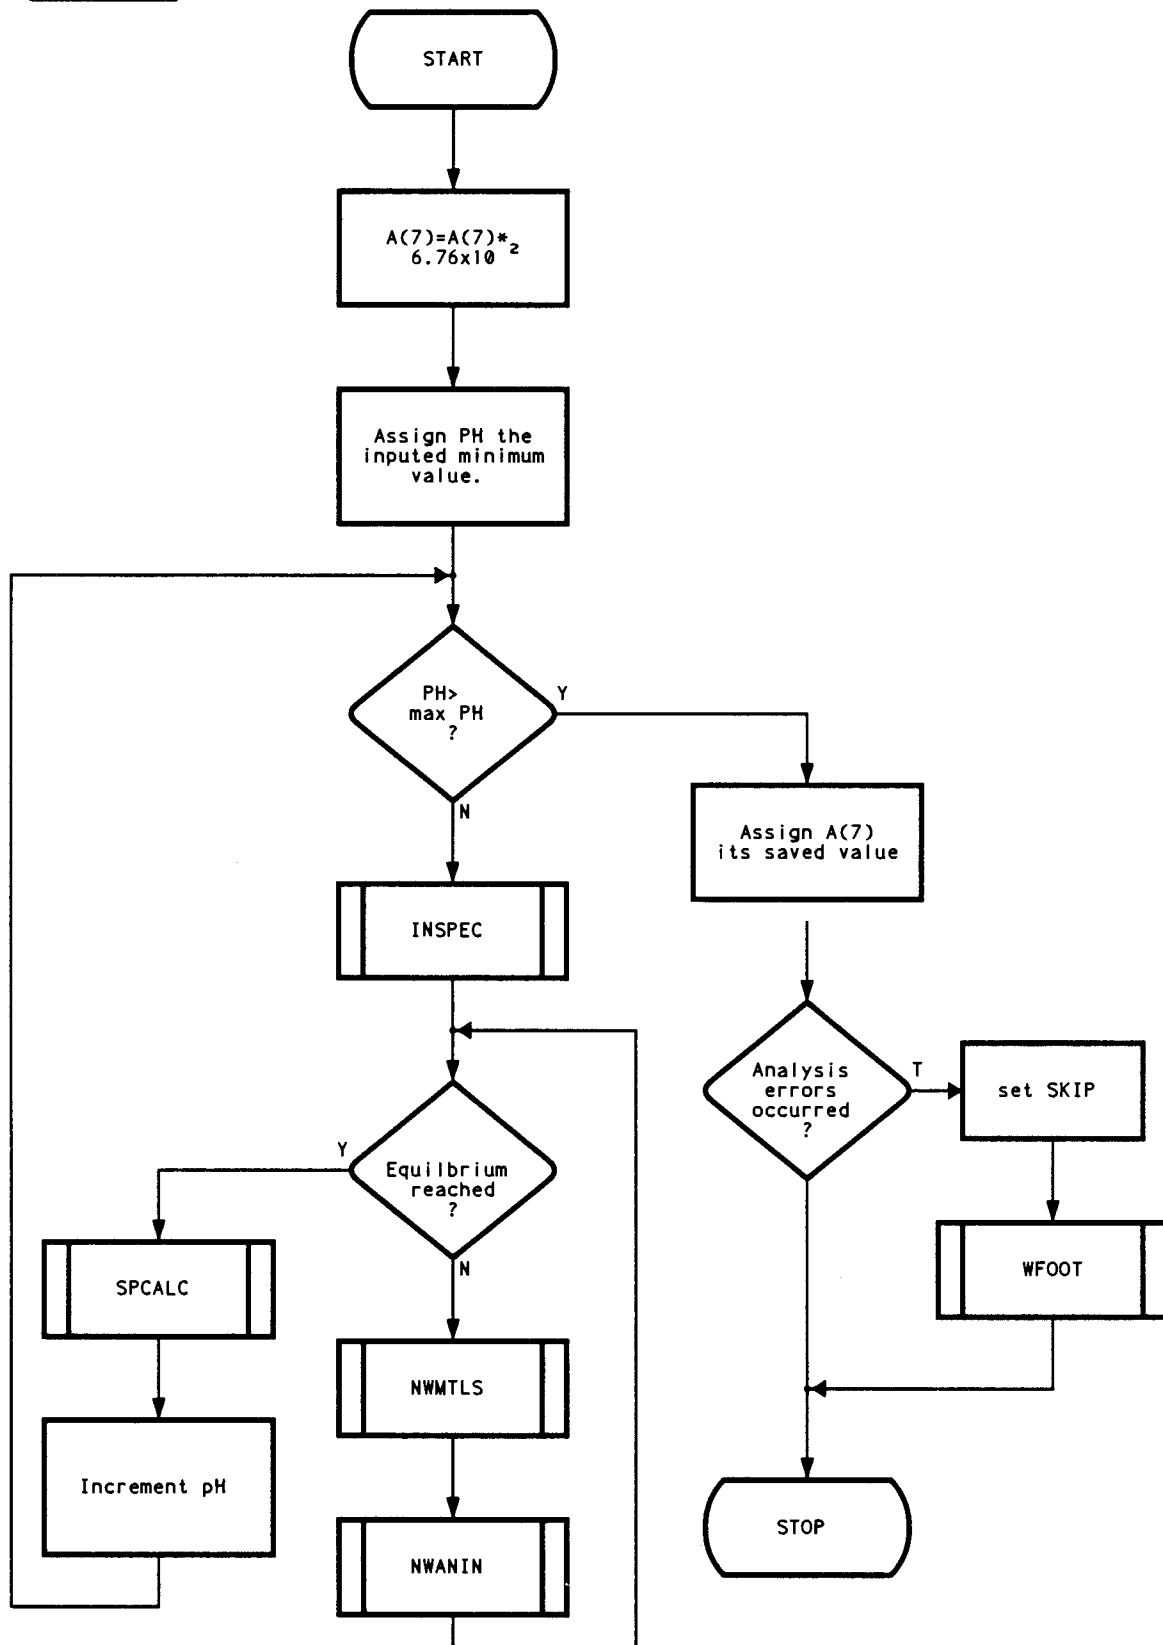 START
A(7)=A(7)*
6.76x10 2
Assign PH the
inputed minimum
value.
PH>
max PH
?
Y
N
Assign A(7)
its saved value
INSPEC
Analysis
errors
occurred
?
T
set SKIP
Equilbrium
reached
?
Y
N
SPCALC
WFOOT
NWMTLS
Increment pH
STOP
NWANIN